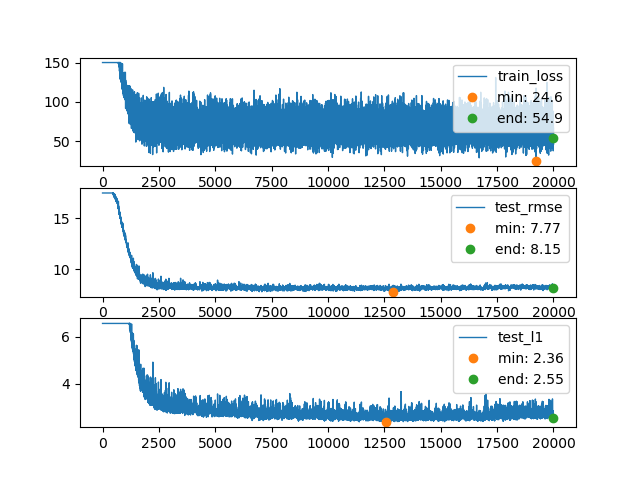 150
100
50
train_loss
min: 24.6
end: 54.9
0 2500 5000 7500 10000 12500 15000 17500 20000
15
10
test_rmse
min: 7.77
end: 8.15
0 2500 5000 7500 10000 12500 15000 17500 20000
6
4
test_l1
min: 2.36
end: 2.55
0 2500 5000 7500 10000 12500 15000 17500 20000